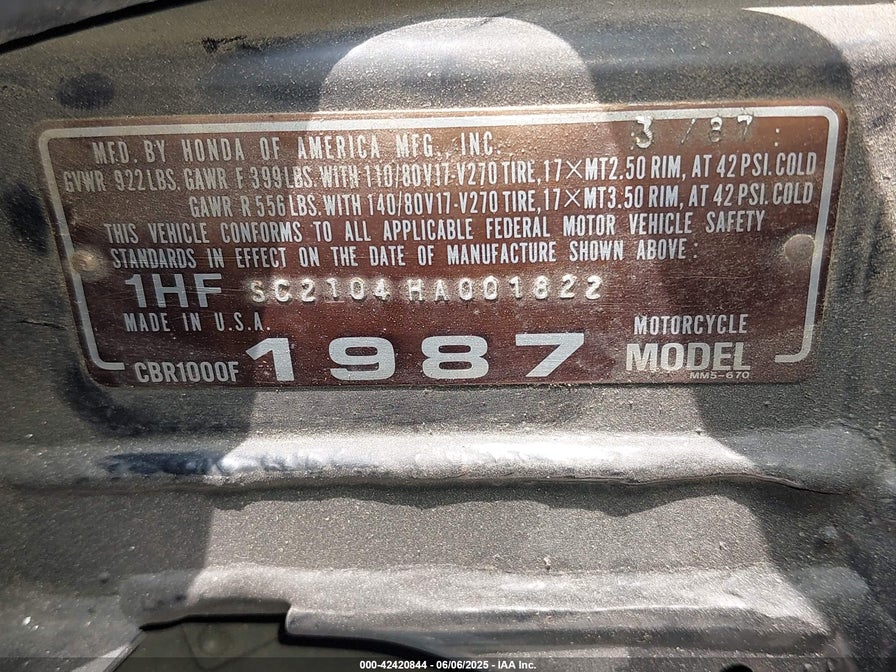 MFD. BY HONDA OF AMERICA MFG., INC. 3 /87
GVWR 922 LBS. GAWR F 399 LBS. WITH 110/80V17-V270 TIRE, 17×MT2.50 RIM, AT 42 PSI. COLD
GAWR R 556 LBS. WITH 140/80V17-V270 TIRE, 17×MT3.50 RIM, AT 42 PSI. COLD
THIS VEHICLE CONFORMS TO ALL APPLICABLE FEDERAL MOTOR VEHICLE SAFETY
STANDARDS IN EFFECT ON THE DATE OF MANUFACTURE SHOWN ABOVE :
1HF SC2104HA001822
MADE IN U.S.A. MOTORCYCLE
CBR1000F 1987 MODEL
MM5-670
000-42420844 - 06/06/2025 - IAA Inc.